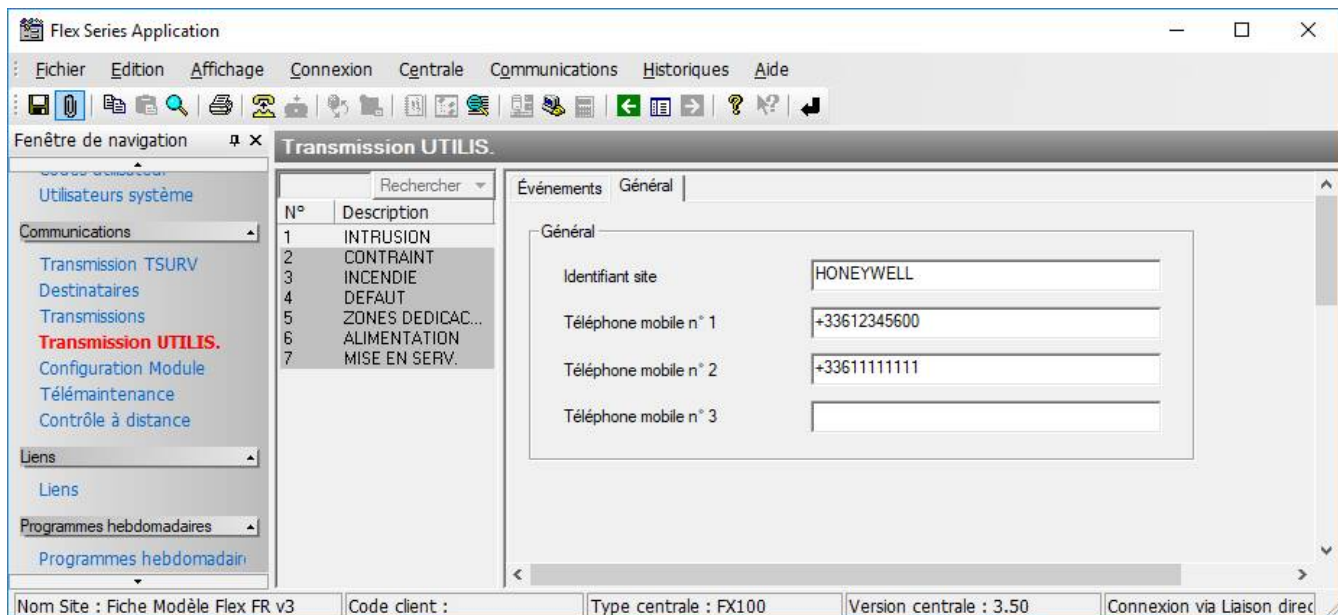 Flex Series Application
Fichier Edition Affichage Connexion Centrale Communications Historiques Aide
Fenêtre de navigation
Transmission UTILIS.
Utilisateurs système
Communications
Transmission TSURV
Destinataires
Transmissions
Transmission UTILIS.
Configuration Module
Télémaintenance
Contrôle à distance
Liens
Liens
Programmes hebdomadaires
Programmes hebdomadair
Rechercher
N° Description
1 INTRUSION
2 CONTRAINT
3 INCENDIE
4 DEFAUT
5 ZONES DEDICAC...
6 ALIMENTATION
7 MISE EN SERV.
Événements Général
Général
Identifiant site HONEYWELL
Téléphone mobile n° 1 +33612345600
Téléphone mobile n° 2 +33611111111
Téléphone mobile n° 3
Nom Site : Fiche Modèle Flex FR v3 Code client : Type centrale : FX100 Version centrale : 3.50 Connexion via Liaison direc